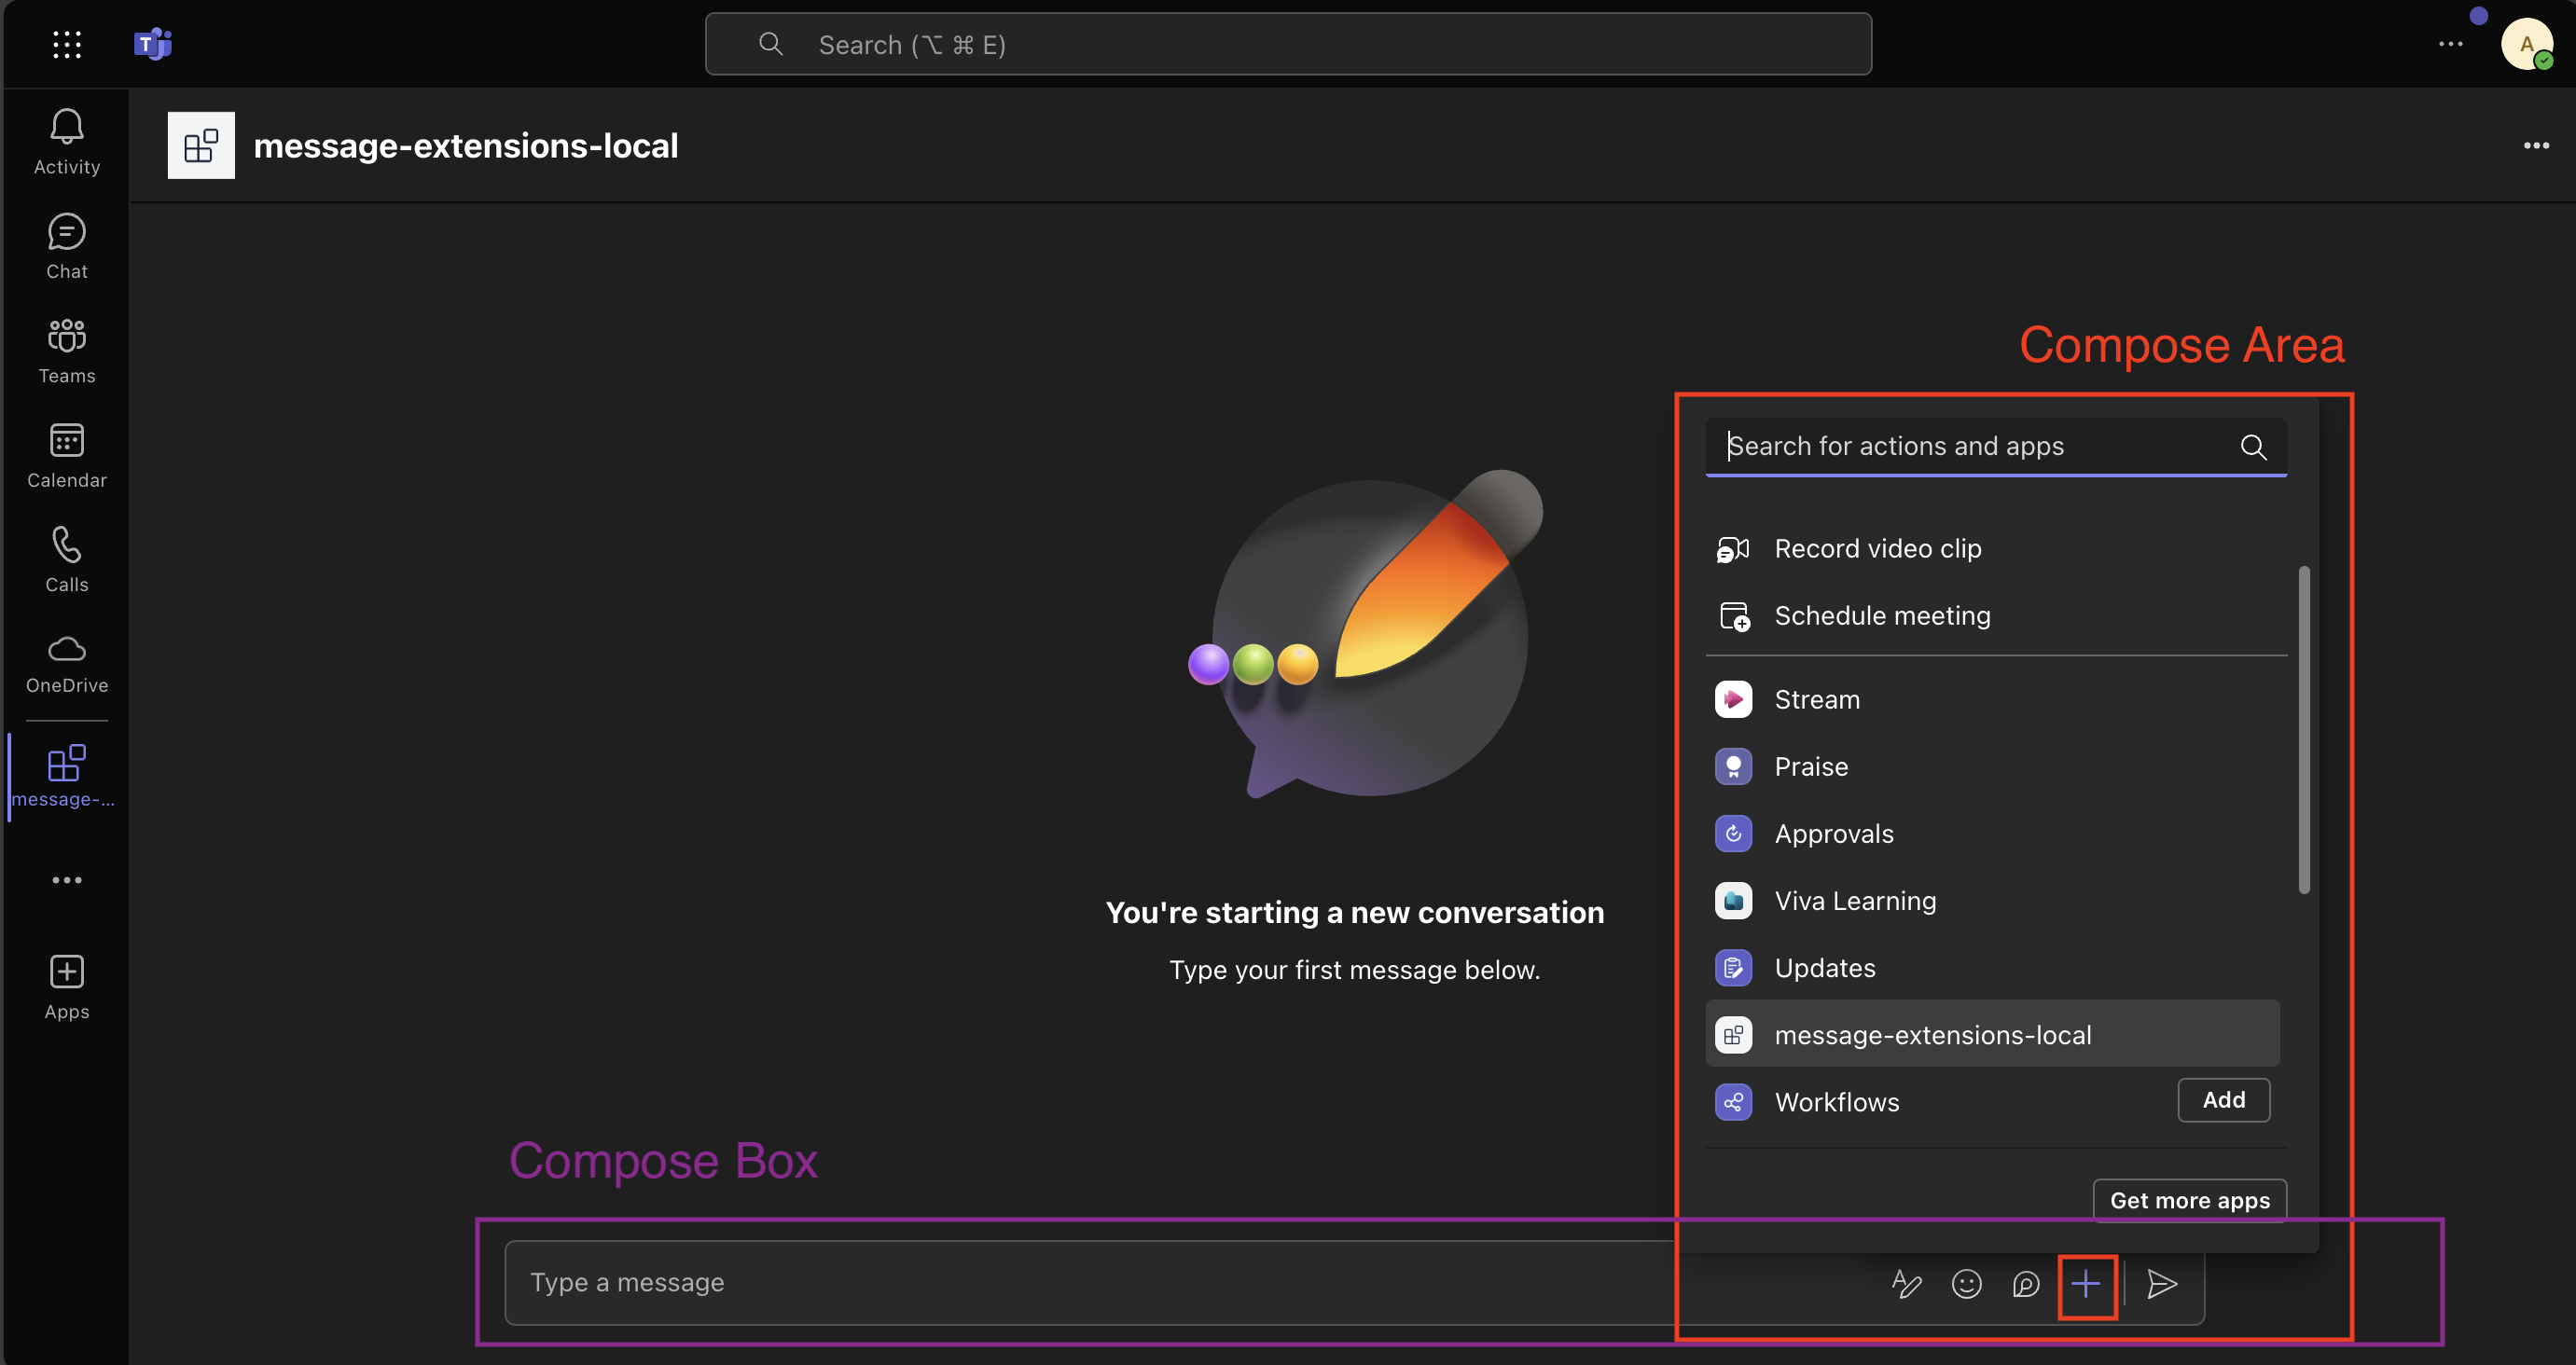 T
Search (⌥ ⌘ E)
A
Activity
Chat
Teams
Calendar
Calls
OneDrive
message-...
Apps
message-extensions-local
Compose Area
Search for actions and apps
Record video clip
Schedule meeting
Stream
Praise
Approvals
Viva Learning
Updates
message-extensions-local
Workflows
Add
Get more apps
You're starting a new conversation
Type your first message below.
Compose Box
Type a message